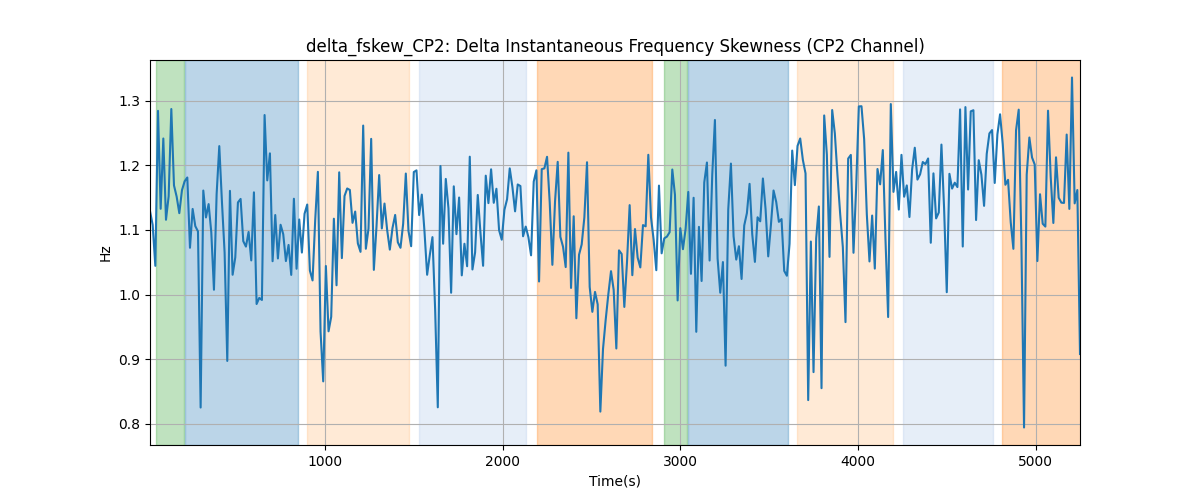 delta_fskew_CP2: Delta Instantaneous Frequency Skewness (CP2 Channel)
Hz
1.3
1.2
1.1
1.0
0.9
0.8
1000 2000 3000 4000 5000
Time(s)